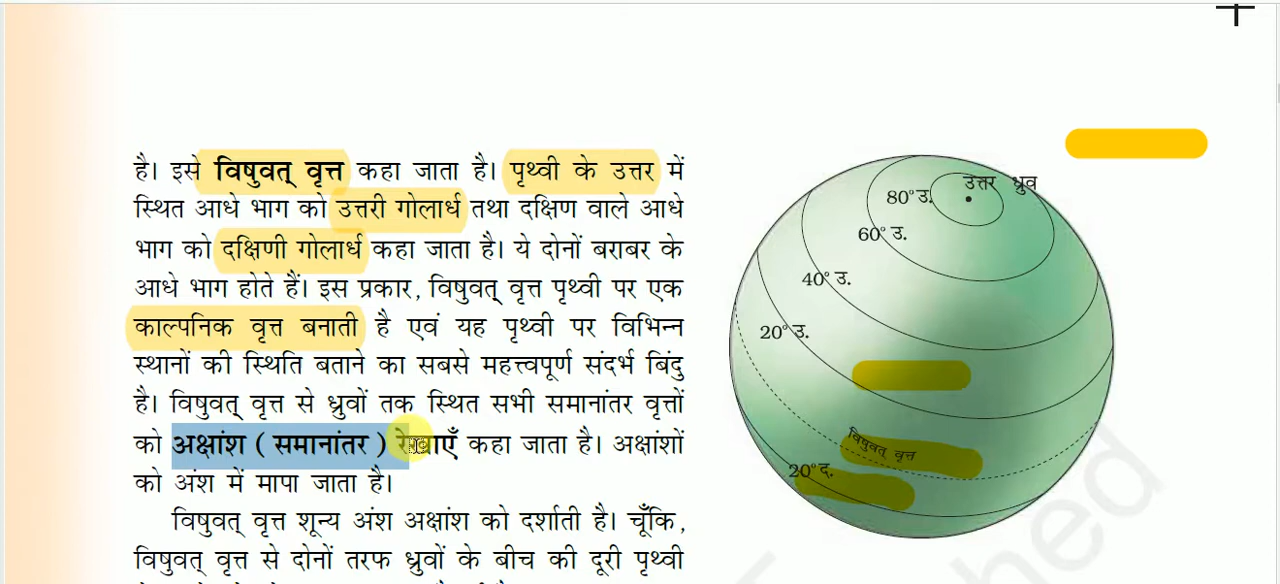 है। इसे विषुवत् वृत्त कहा जाता है। पृथ्वी के उत्तर में
स्थित आधे भाग को उत्तरी गोलार्ध तथा दक्षिण वाले आधे
भाग को दक्षिणी गोलार्ध कहा जाता है। ये दोनों बराबर के
आधे भाग होते हैं। इस प्रकार, विषुवत् वृत्त पृथ्वी पर एक
काल्पनिक वृत्त बनाती है एवं यह पृथ्वी पर विभिन्न
स्थानों की स्थिति बताने का सबसे महत्त्वपूर्ण संदर्भ बिंदु
है। विषुवत् वृत्त से ध्रुवों तक स्थित सभी समानांतर वृत्तों
को अक्षांश ( समानांतर ) रेखाएँ कहा जाता है। अक्षांशों
को अंश में मापा जाता है।
विषुवत् वृत्त शून्य अंश अक्षांश को दर्शाती है। चूँकि,
विषुवत् वृत्त से दोनों तरफ ध्रुवों के बीच की दूरी पृथ्वी
उत्तर ध्रुव
80° उ.
60° उ.
40° उ.
20° उ.
विषुवत् वृत्त
20° द.